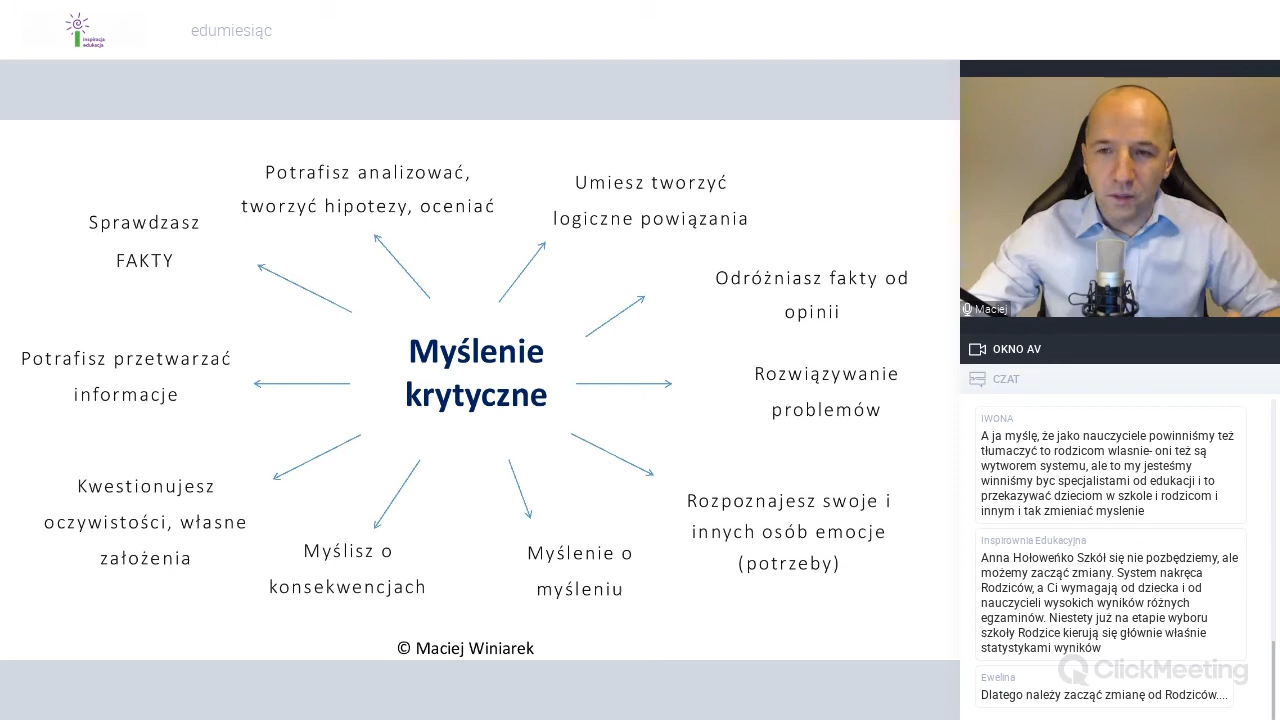 inspiracja
edukacja
edumiesiąc
Potrafisz analizować,
tworzyć hipotezy, oceniać
Umiesz tworzyć
logiczne powiązania
Sprawdzasz
FAKTY
Odróżniasz fakty od
opinii
Potrafisz przetwarzać
informacje
Myślenie
krytyczne
Rozwiązywanie
problemów
Kwestionujesz
oczywistości, własne
założenia
Myślisz o
konsekwencjach
Myślenie o
myśleniu
Rozpoznajesz swoje i
innych osób emocje
(potrzeby)
© Maciej Winiarek
Maciej
OKNO AV
CZAT
IWONA
A ja myślę, że jako nauczyciele powinniśmy też
tłumaczyć to rodzicom wlasnie- oni też są
wytworem systemu, ale to my jesteśmy
winniśmy byc specjalistami od edukacji i to
przekazywać dzieciom w szkole i rodzicom i
innym i tak zmieniać myslenie
Inspirownia Edukacyjna
Anna Hołoweńko Szkół się nie pozbędziemy, ale
możemy zacząć zmiany. System nakręca
Rodziców, a Ci wymagają od dziecka i od
nauczycieli wysokich wyników różnych
egzaminów. Niestety już na etapie wyboru
szkoły Rodzice kierują się głównie właśnie
statystykami wyników
ClickMeeting
Ewelina
Dlatego należy zacząć zmianę od Rodziców....